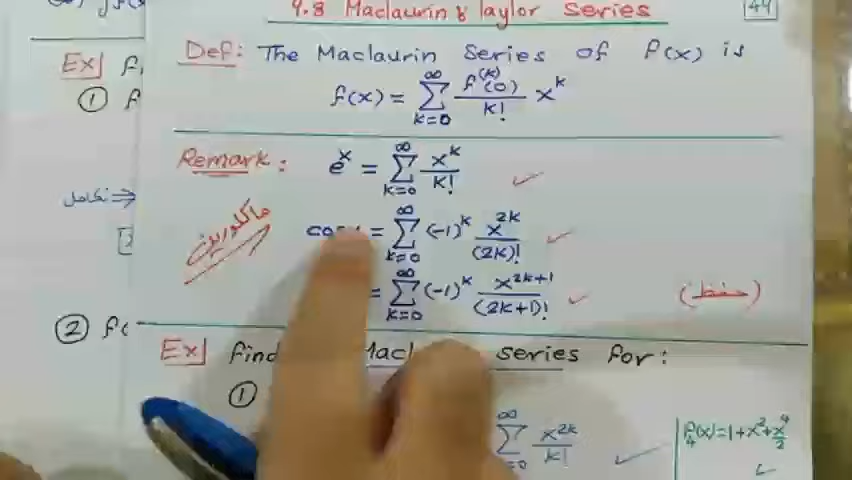 9.8 Maclaurin & Taylor Series
44
Def: The Maclaurin Series of f(x) is
f(x) = ∑_{k=0}^{∞} f^{(k)}(0)/k! x^k
Remark: e^x = ∑_{k=0}^{∞} x^k/k! ✓
ماكلورين
= ∑_{k=0}^{∞} (-1)^k x^{2k}/(2k)! ✓
= ∑_{k=0}^{∞} (-1)^k x^{2k+1}/(2k+1)! ✓
(حفظ)
Ex| find Mac series for:
①
∑^{∞} x^{2k}/k! ✓
P_4(x)=1+x^2+x^4/2 ✓
Ex|
①
تكامل ⇒
②